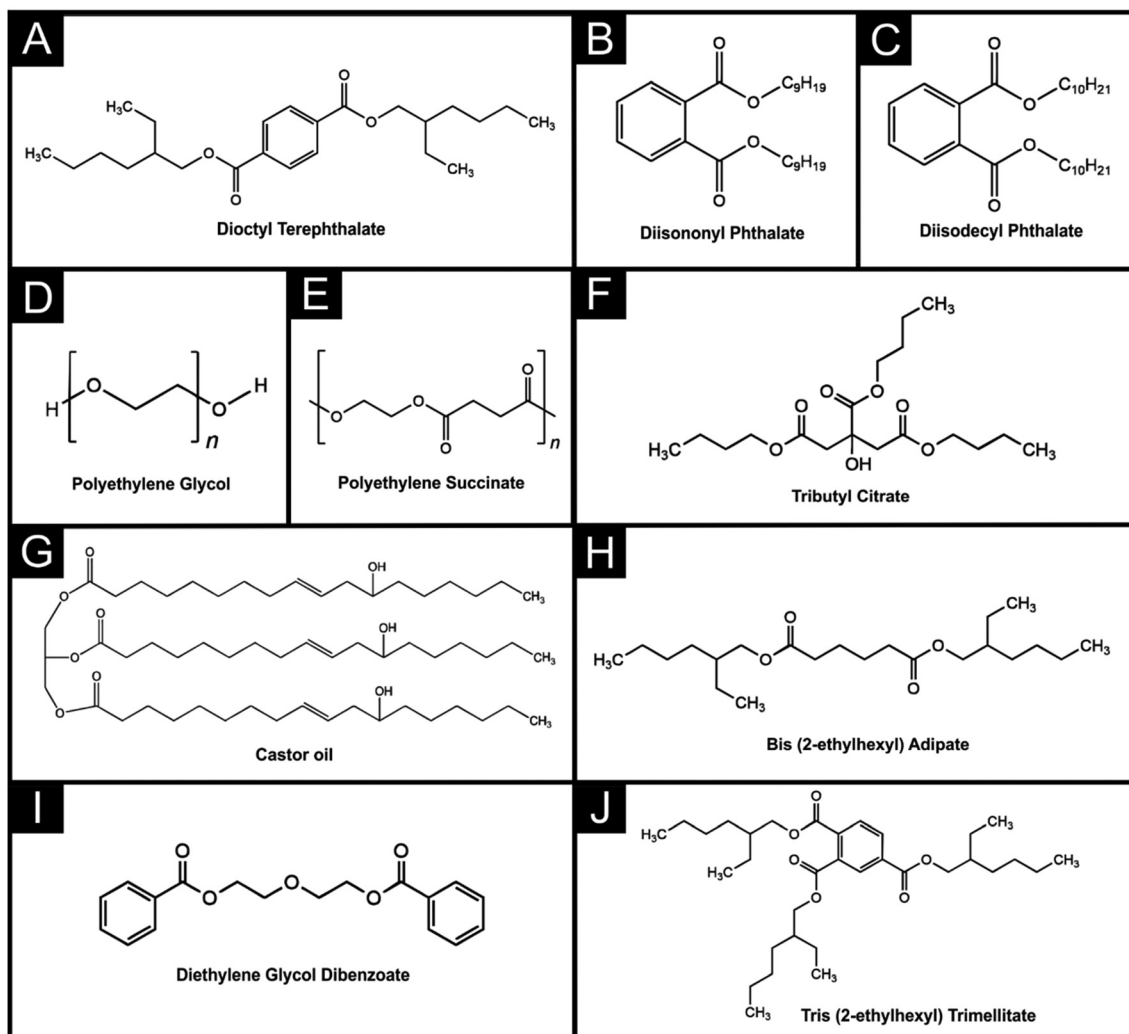 A
H₃C
O
O
CH₃
H₃C
O
O
CH₃
Dioctyl Terephthalate
B
O
O
C₉H₁₉
O
C₉H₁₉
O
Diisononyl Phthalate
C
O
O
C₁₀H₂₁
O
C₁₀H₂₁
O
Diisodecyl Phthalate
D
H
O
O
H
n
Polyethylene Glycol
E
O
O
O
O
n
Polyethylene Succinate
F
CH₃
O
O
O
O
H₃C
O
OH
O
CH₃
Tributyl Citrate
G
O
OH
CH₃
O
O
OH
O
CH₃
O
OH
O
CH₃
Castor oil
H
CH₃
O
O
CH₃
H₃C
O
O
CH₃
Bis (2-ethylhexyl) Adipate
I
O
O
O
O
O
Diethylene Glycol Dibenzoate
J
O
CH₃
H₃C
O
O
O
CH₃
CH₃
O
O
H₃C
CH₃
Tris (2-ethylhexyl) Trimellitate